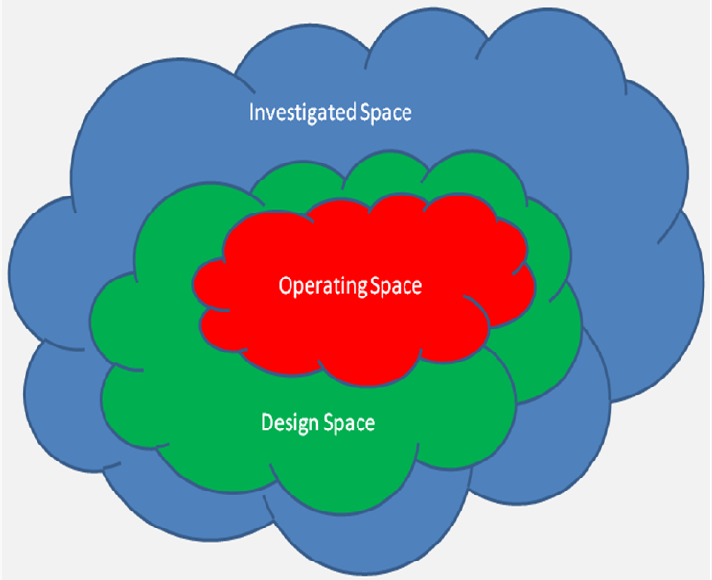 Investigated Space
Operating Space
Design Space